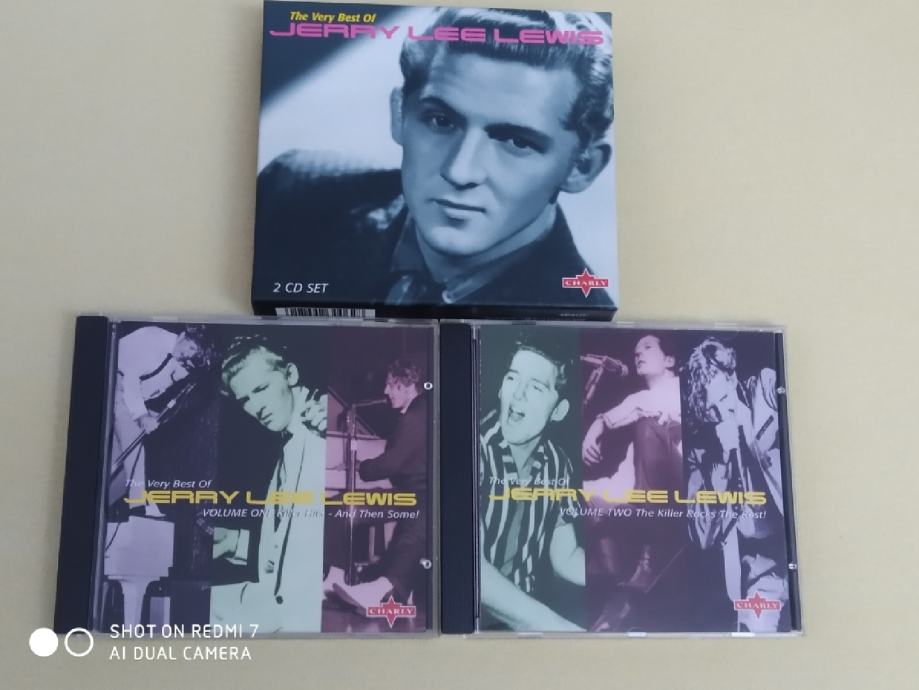 The Very Best Of
JERRY LEE LEWIS
2 CD SET
CHARLY
The Very Best Of
JERRY LEE LEWIS
VOLUME ONE Killer Hits - And Then Some!
CHARLY
The Very Best Of
JERRY LEE LEWIS
VOLUME TWO The Killer Rocks The Rest!
CHARLY
SHOT ON REDMI 7
AI DUAL CAMERA